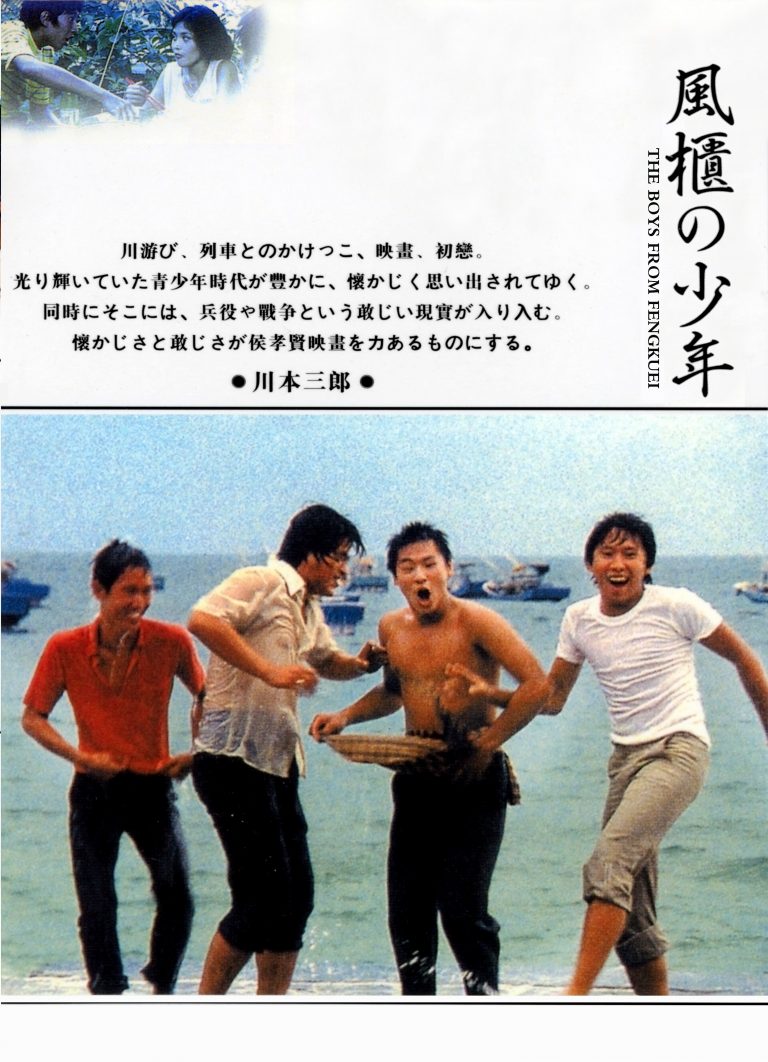 風櫃の少年
THE BOYS FROM FENGKUEI
川游び、列車とのかけっこ、映畫、初戀。
光り輝いていた青少年時代が豊かに、懐かじく思い出されてゆく。
同時にそこには、兵役や戰争という敢じい現實が入り入む。
懐かじさと敢じさが侯孝賢映畫を力あるものにする。
●川本三郎●